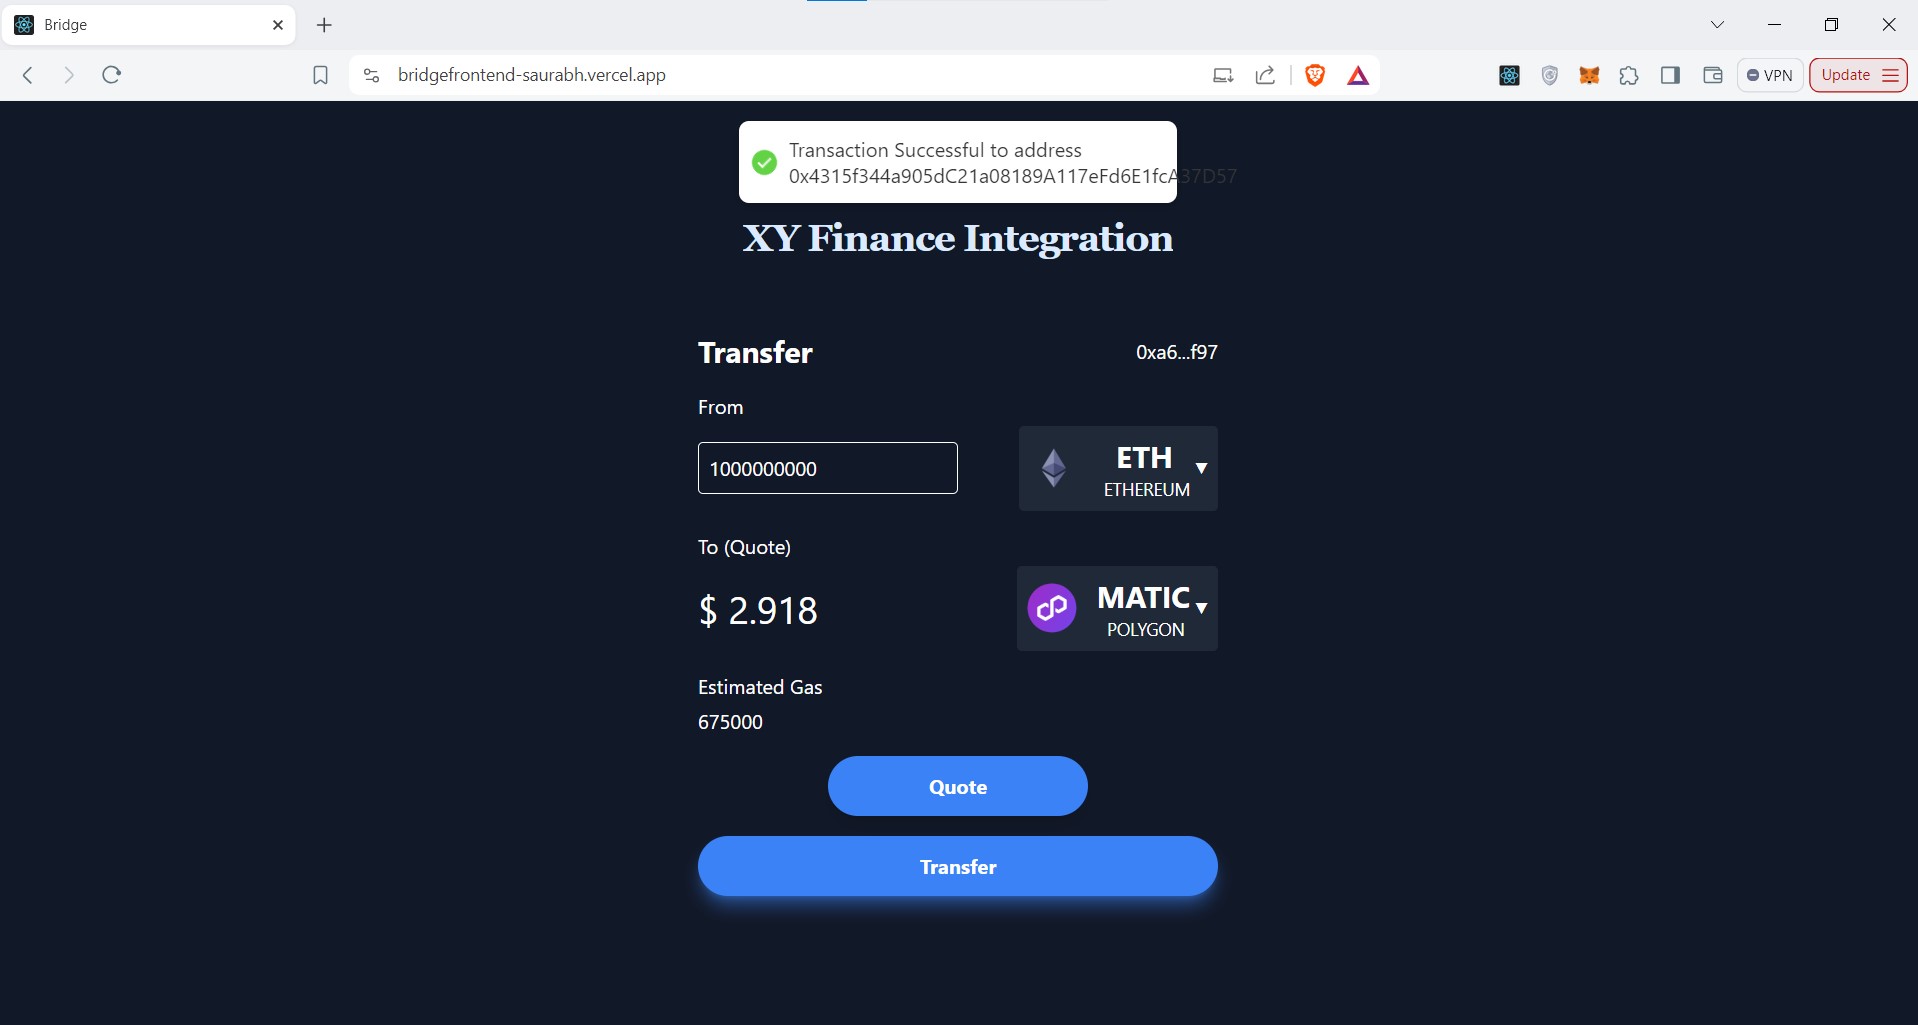 Bridge
bridgefrontend-saurabh.vercel.app
VPN
Update
Transaction Successful to address
0x4315f344a905dC21a08189A117eFd6E1fcA37D57
XY Finance Integration
Transfer
0xa6...f97
From
1000000000
ETH
ETHEREUM
To (Quote)
$ 2.918
MATIC
POLYGON
Estimated Gas
675000
Quote
Transfer